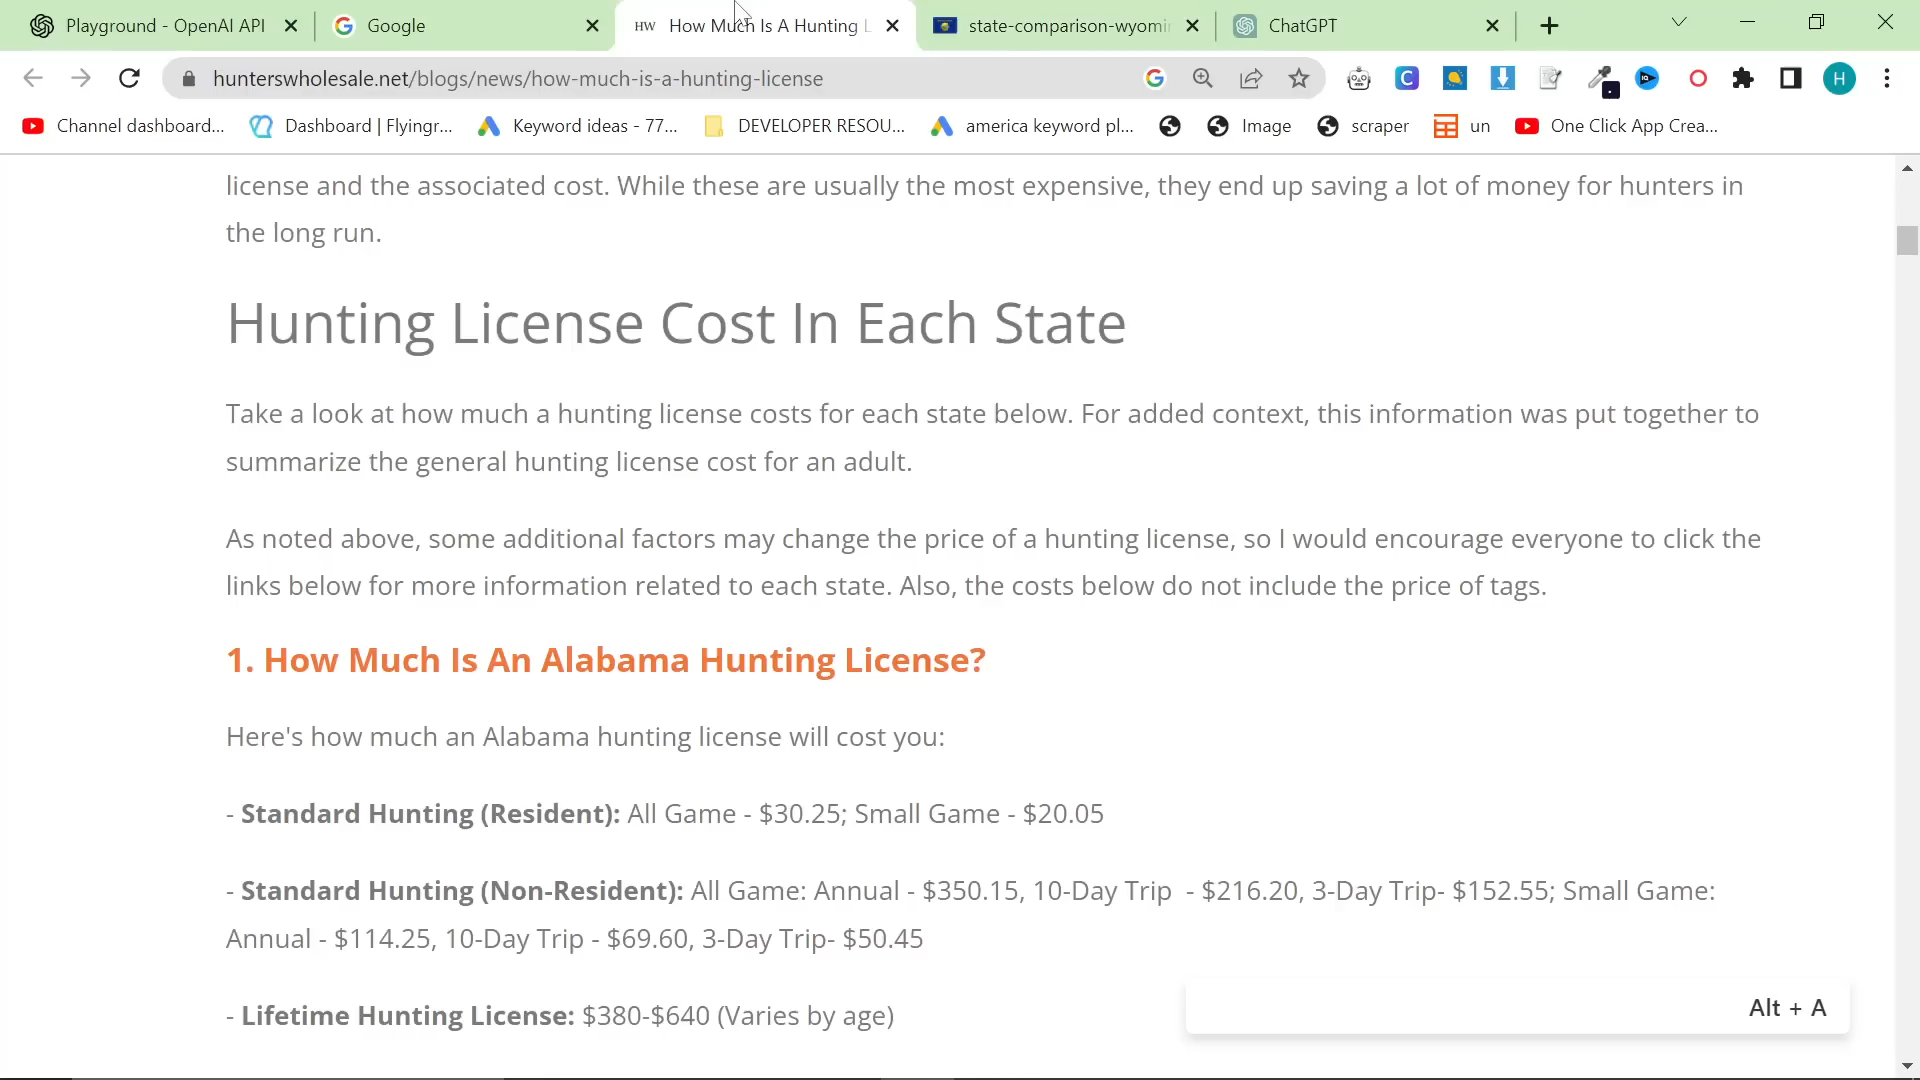 Playground - OpenAI API
Google
HW How Much Is A Hunting L
state-comparison-wyomi
ChatGPT
hunterswholesale.net/blogs/news/how-much-is-a-hunting-license
H
Channel dashboard...
Dashboard | Flyingr...
Keyword ideas - 77...
DEVELOPER RESOU...
america keyword pl...
Image
scraper
un
One Click App Crea...
license and the associated cost. While these are usually the most expensive, they end up saving a lot of money for hunters in
the long run.
Hunting License Cost In Each State
Take a look at how much a hunting license costs for each state below. For added context, this information was put together to
summarize the general hunting license cost for an adult.
As noted above, some additional factors may change the price of a hunting license, so I would encourage everyone to click the
links below for more information related to each state. Also, the costs below do not include the price of tags.
1. How Much Is An Alabama Hunting License?
Here's how much an Alabama hunting license will cost you:
- Standard Hunting (Resident): All Game - $30.25; Small Game - $20.05
- Standard Hunting (Non-Resident): All Game: Annual - $350.15, 10-Day Trip - $216.20, 3-Day Trip- $152.55; Small Game:
Annual - $114.25, 10-Day Trip - $69.60, 3-Day Trip- $50.45
- Lifetime Hunting License: $380-$640 (Varies by age)
Alt + A